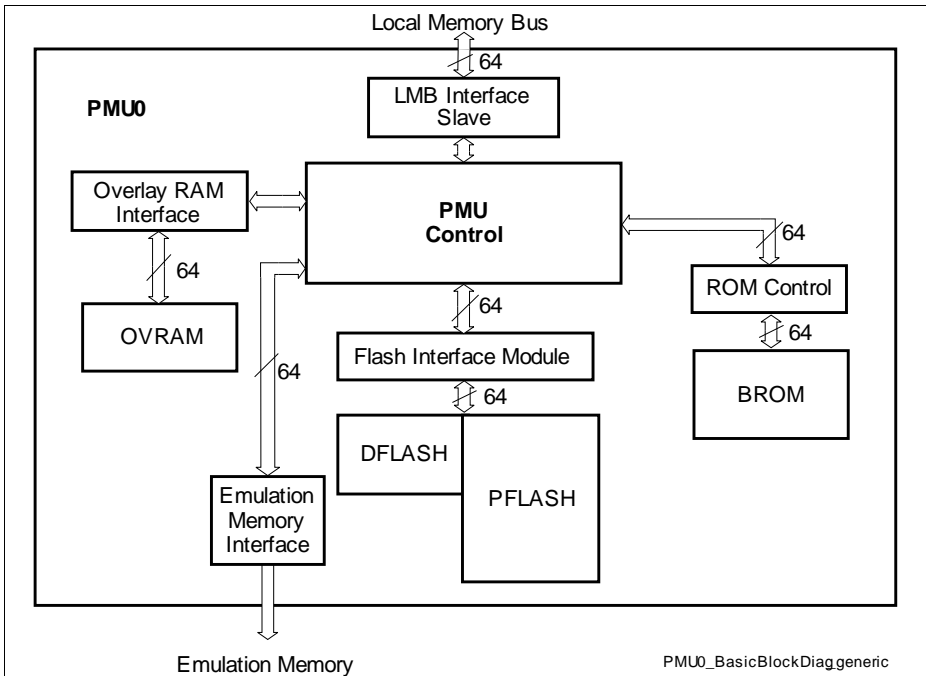 Local Memory Bus
64
LMB Interface
Slave
PMU0
Overlay RAM
Interface
PMU
Control
64
64
ROM Control
64
OVRAM
64
Flash Interface Module
64
64
BROM
DFLASH
PFLASH
Emulation
Memory
Interface
Emulation Memory
PMU0_BasicBlockDiag.generic